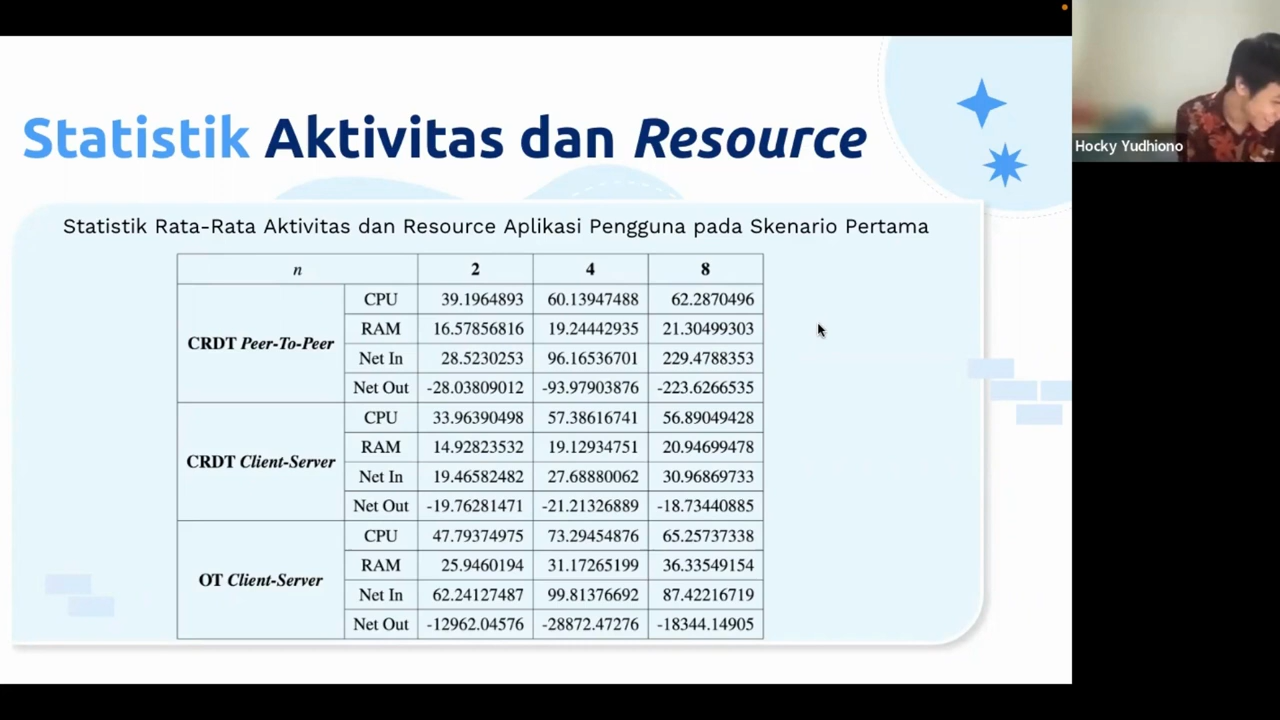 Statistik Aktivitas dan Resource
Hocky Yudhiono
Statistik Rata-Rata Aktivitas dan Resource Aplikasi Pengguna pada Skenario Pertama
n 2 4 8
CRDT Peer-To-Peer
CPU 39.1964893 60.13947488 62.2870496
RAM 16.57856816 19.24442935 21.30499303
Net In 28.5230253 96.16536701 229.4788353
Net Out -28.03809012 -93.97903876 -223.6266535
CRDT Client-Server
CPU 33.96390498 57.38616741 56.89049428
RAM 14.92823532 19.12934751 20.94699478
Net In 19.46582482 27.68880062 30.96869733
Net Out -19.76281471 -21.21326889 -18.73440885
OT Client-Server
CPU 47.79374975 73.29454876 65.25737338
RAM 25.9460194 31.17265199 36.33549154
Net In 62.24127487 99.81376692 87.42216719
Net Out -12962.04576 -28872.47276 -18344.14905